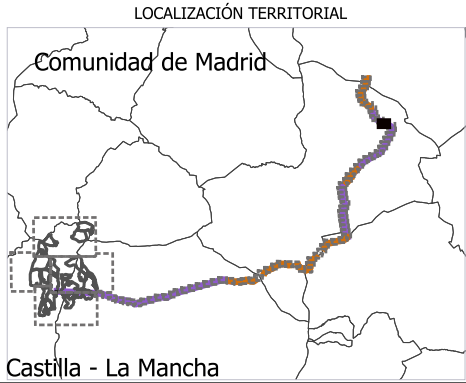 LOCALIZACIÓN TERRITORIAL
Comunidad de Madrid
Castilla - La Mancha